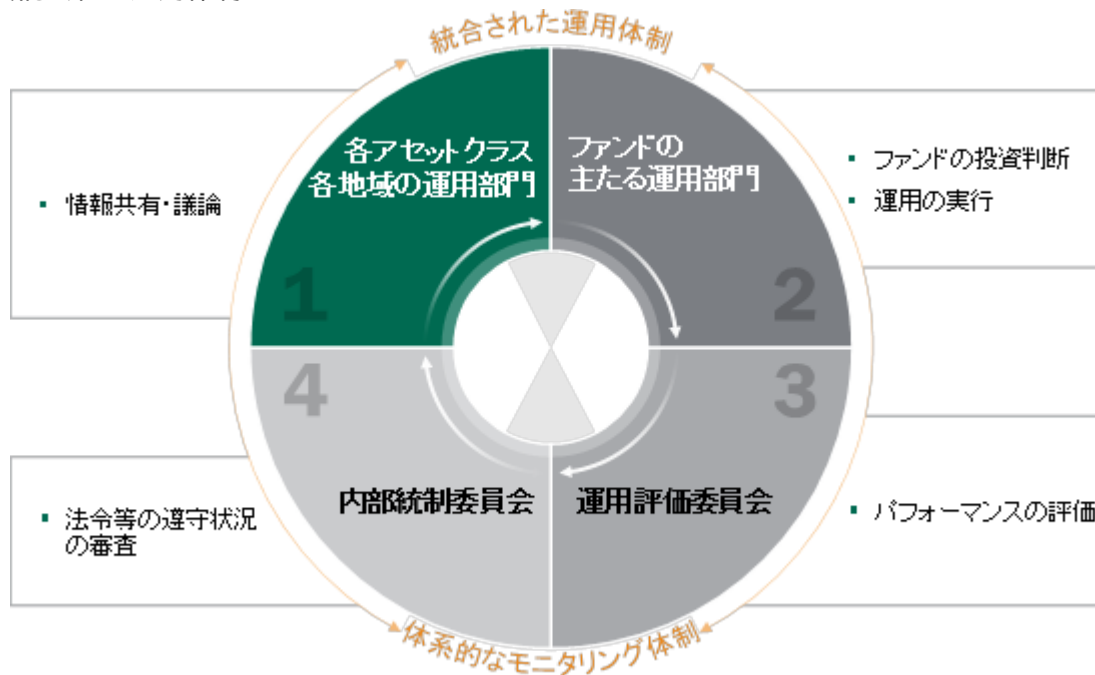 統合された運用体制
各アセットクラス
各地域の運用部門
1
ファンドの
主たる運用部門
2
▪ 情報共有・議論
▪ ファンドの投資判断
▪ 運用の実行
4
内部統制委員会
3
運用評価委員会
▪ 法令等の遵守状況
の審査
▪ パフォーマンスの評価
体系的なモニタリング体制